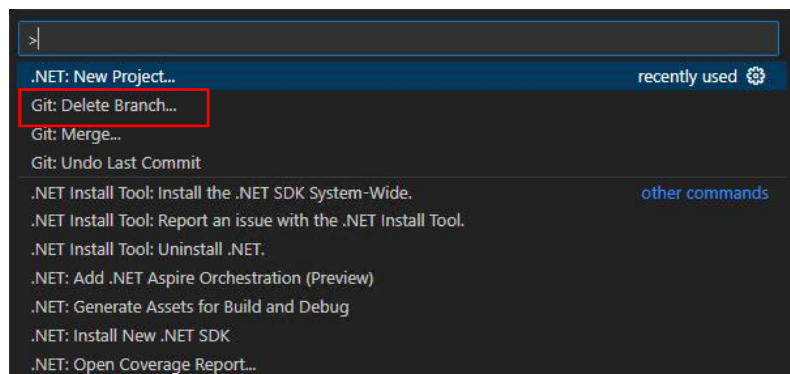 >
.NET: New Project... recently used
Git: Delete Branch...
Git: Merge...
Git: Undo Last Commit
.NET Install Tool: Install the .NET SDK System-Wide. other commands
.NET Install Tool: Report an issue with the .NET Install Tool.
.NET Install Tool: Uninstall .NET.
.NET: Add .NET Aspire Orchestration (Preview)
.NET: Generate Assets for Build and Debug
.NET: Install New .NET SDK
.NET: Open Coverage Report...